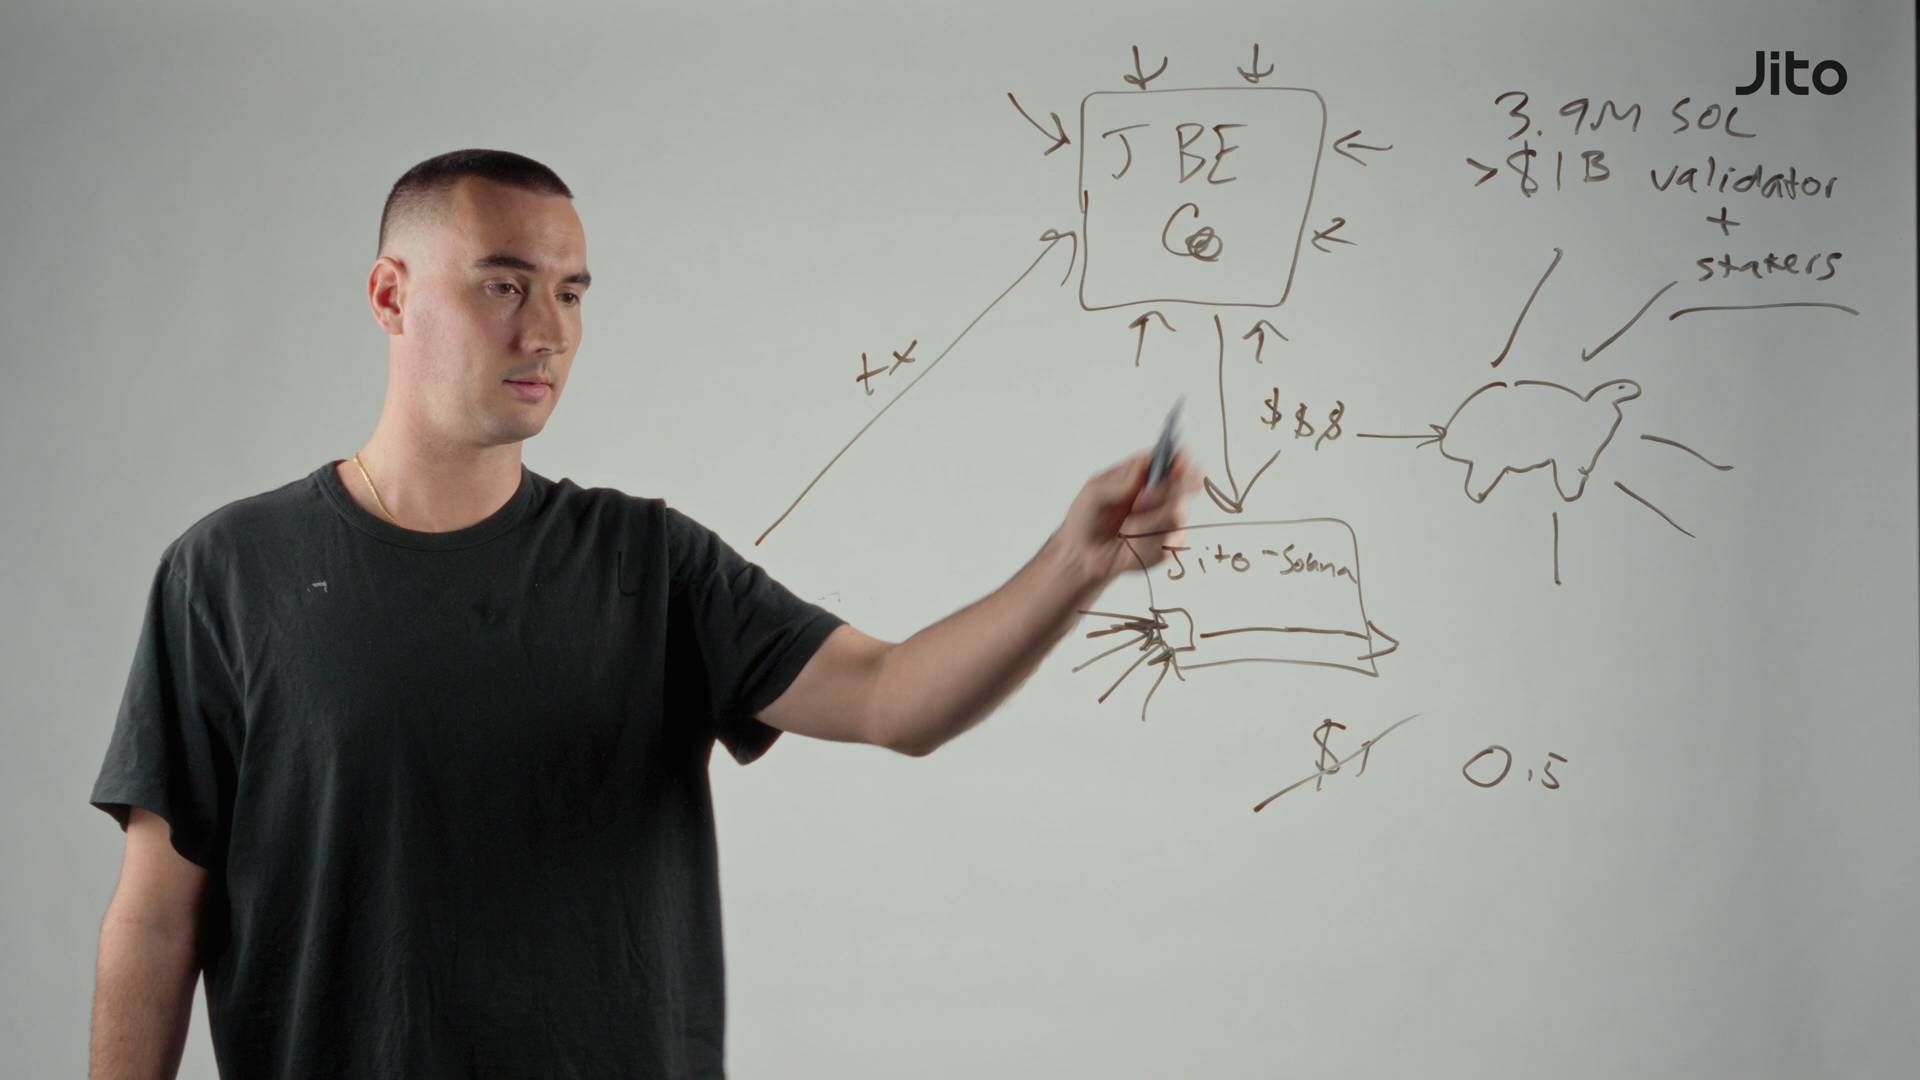 Jito
3.9M SOL
>$1B validator
+
stakers
J BE
tx
$$$
Jito-Solana
$1
0.5